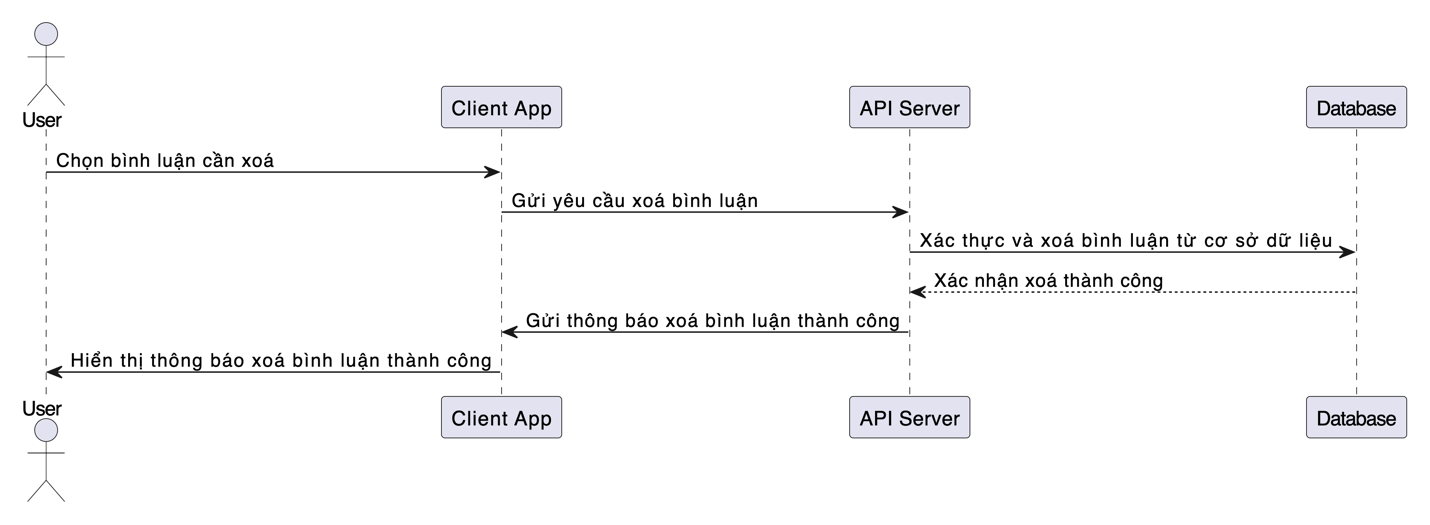 User
Client App
API Server
Database
Chọn bình luận cần xoá
Gửi yêu cầu xoá bình luận
Xác thực và xoá bình luận từ cơ sở dữ liệu
Xác nhận xoá thành công
Gửi thông báo xoá bình luận thành công
Hiển thị thông báo xoá bình luận thành công
User
Client App
API Server
Database